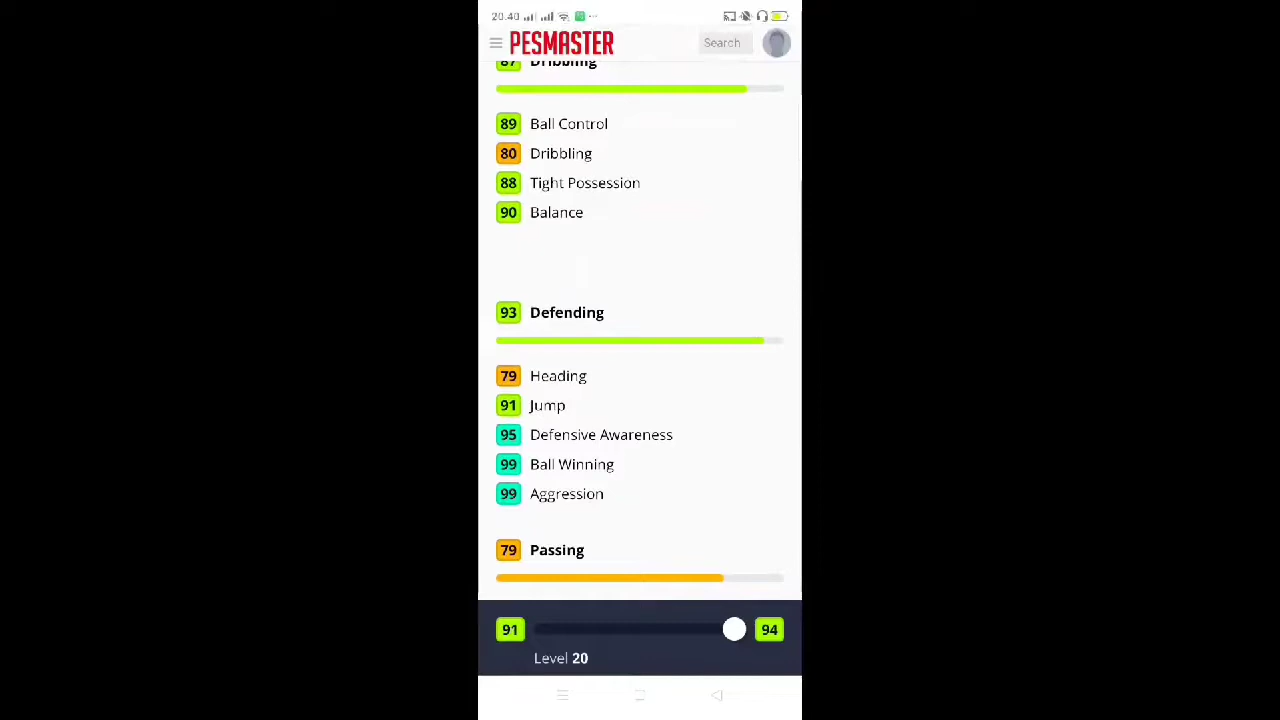 20.40
PESMASTER
Search
87 Dribbling
89 Ball Control
80 Dribbling
88 Tight Possession
90 Balance
93 Defending
79 Heading
91 Jump
95 Defensive Awareness
99 Ball Winning
99 Aggression
79 Passing
91 94
Level 20